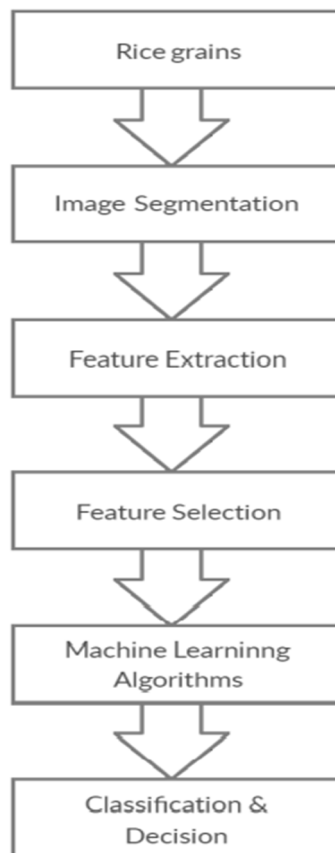 Rice grains
Image Segmentation
Feature Extraction
Feature Selection
Machine Learninng
Algorithms
Classification &
Decision